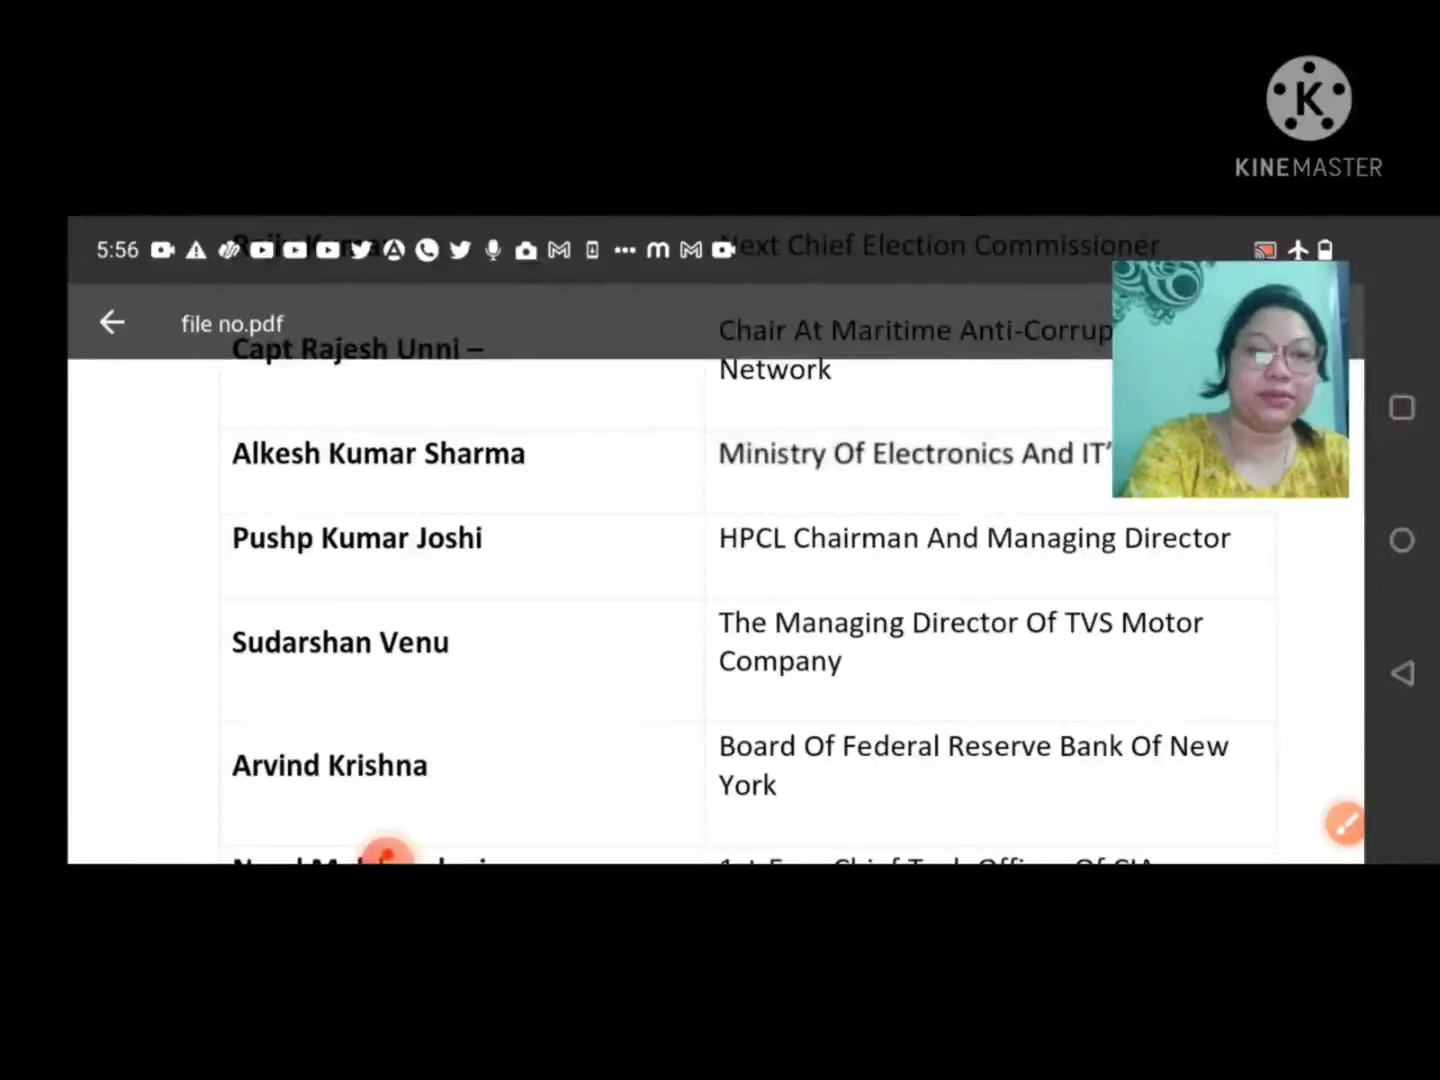 KINEMASTER
5:56
Next Chief Election Commissioner
file no.pdf
Capt Rajesh Unni –
Chair At Maritime Anti-Corrup
Network
Alkesh Kumar Sharma
Ministry Of Electronics And IT'
Pushp Kumar Joshi
HPCL Chairman And Managing Director
Sudarshan Venu
The Managing Director Of TVS Motor
Company
Arvind Krishna
Board Of Federal Reserve Bank Of New
York